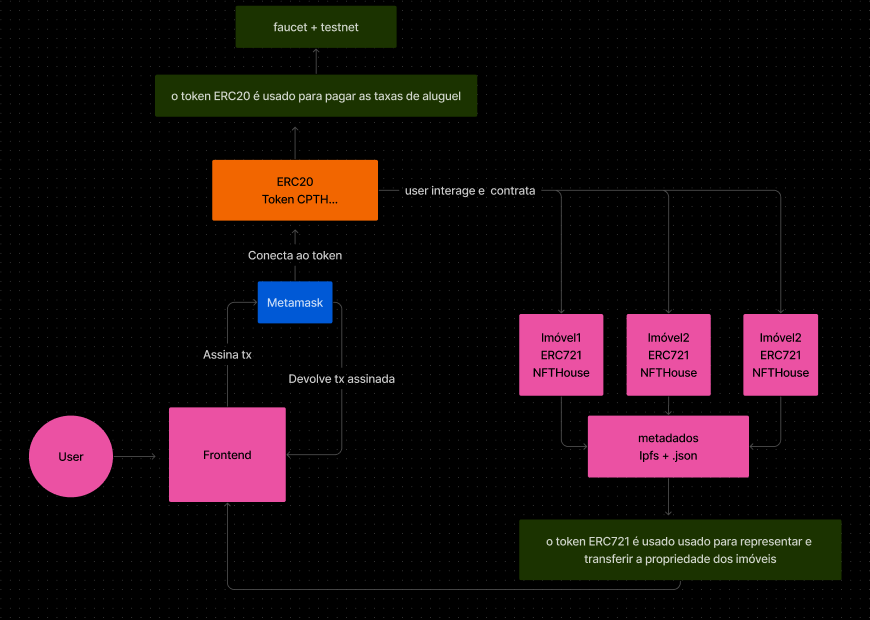 faucet + testnet
o token ERC20 é usado para pagar as taxas de aluguel
ERC20
Token CPTH...
user interage e contrata
Conecta ao token
Metamask
Assina tx
Devolve tx assinada
Imóvel1
ERC721
NFTHouse
Imóvel2
ERC721
NFTHouse
Imóvel2
ERC721
NFTHouse
User
Frontend
metadados
Ipfs + .json
o token ERC721 é usado usado para representar e
transferir a propriedade dos imóveis